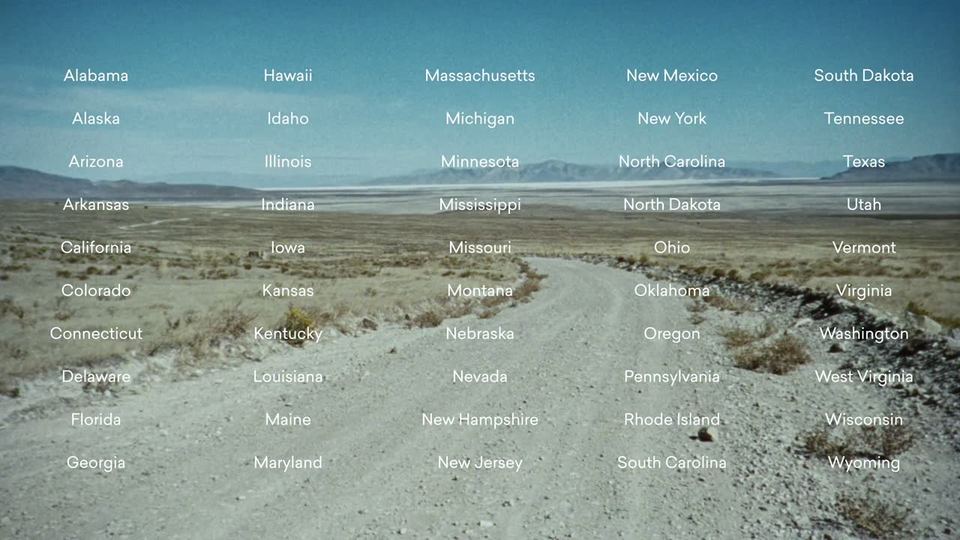 Alabama
Alaska
Arizona
Arkansas
California
Colorado
Connecticut
Delaware
Florida
Georgia
Hawaii
Idaho
Illinois
Indiana
Iowa
Kansas
Kentucky
Louisiana
Maine
Maryland
Massachusetts
Michigan
Minnesota
Mississippi
Missouri
Montana
Nebraska
Nevada
New Hampshire
New Jersey
New Mexico
New York
North Carolina
North Dakota
Ohio
Oklahoma
Oregon
Pennsylvania
Rhode Island
South Carolina
South Dakota
Tennessee
Texas
Utah
Vermont
Virginia
Washington
West Virginia
Wisconsin
Wyoming